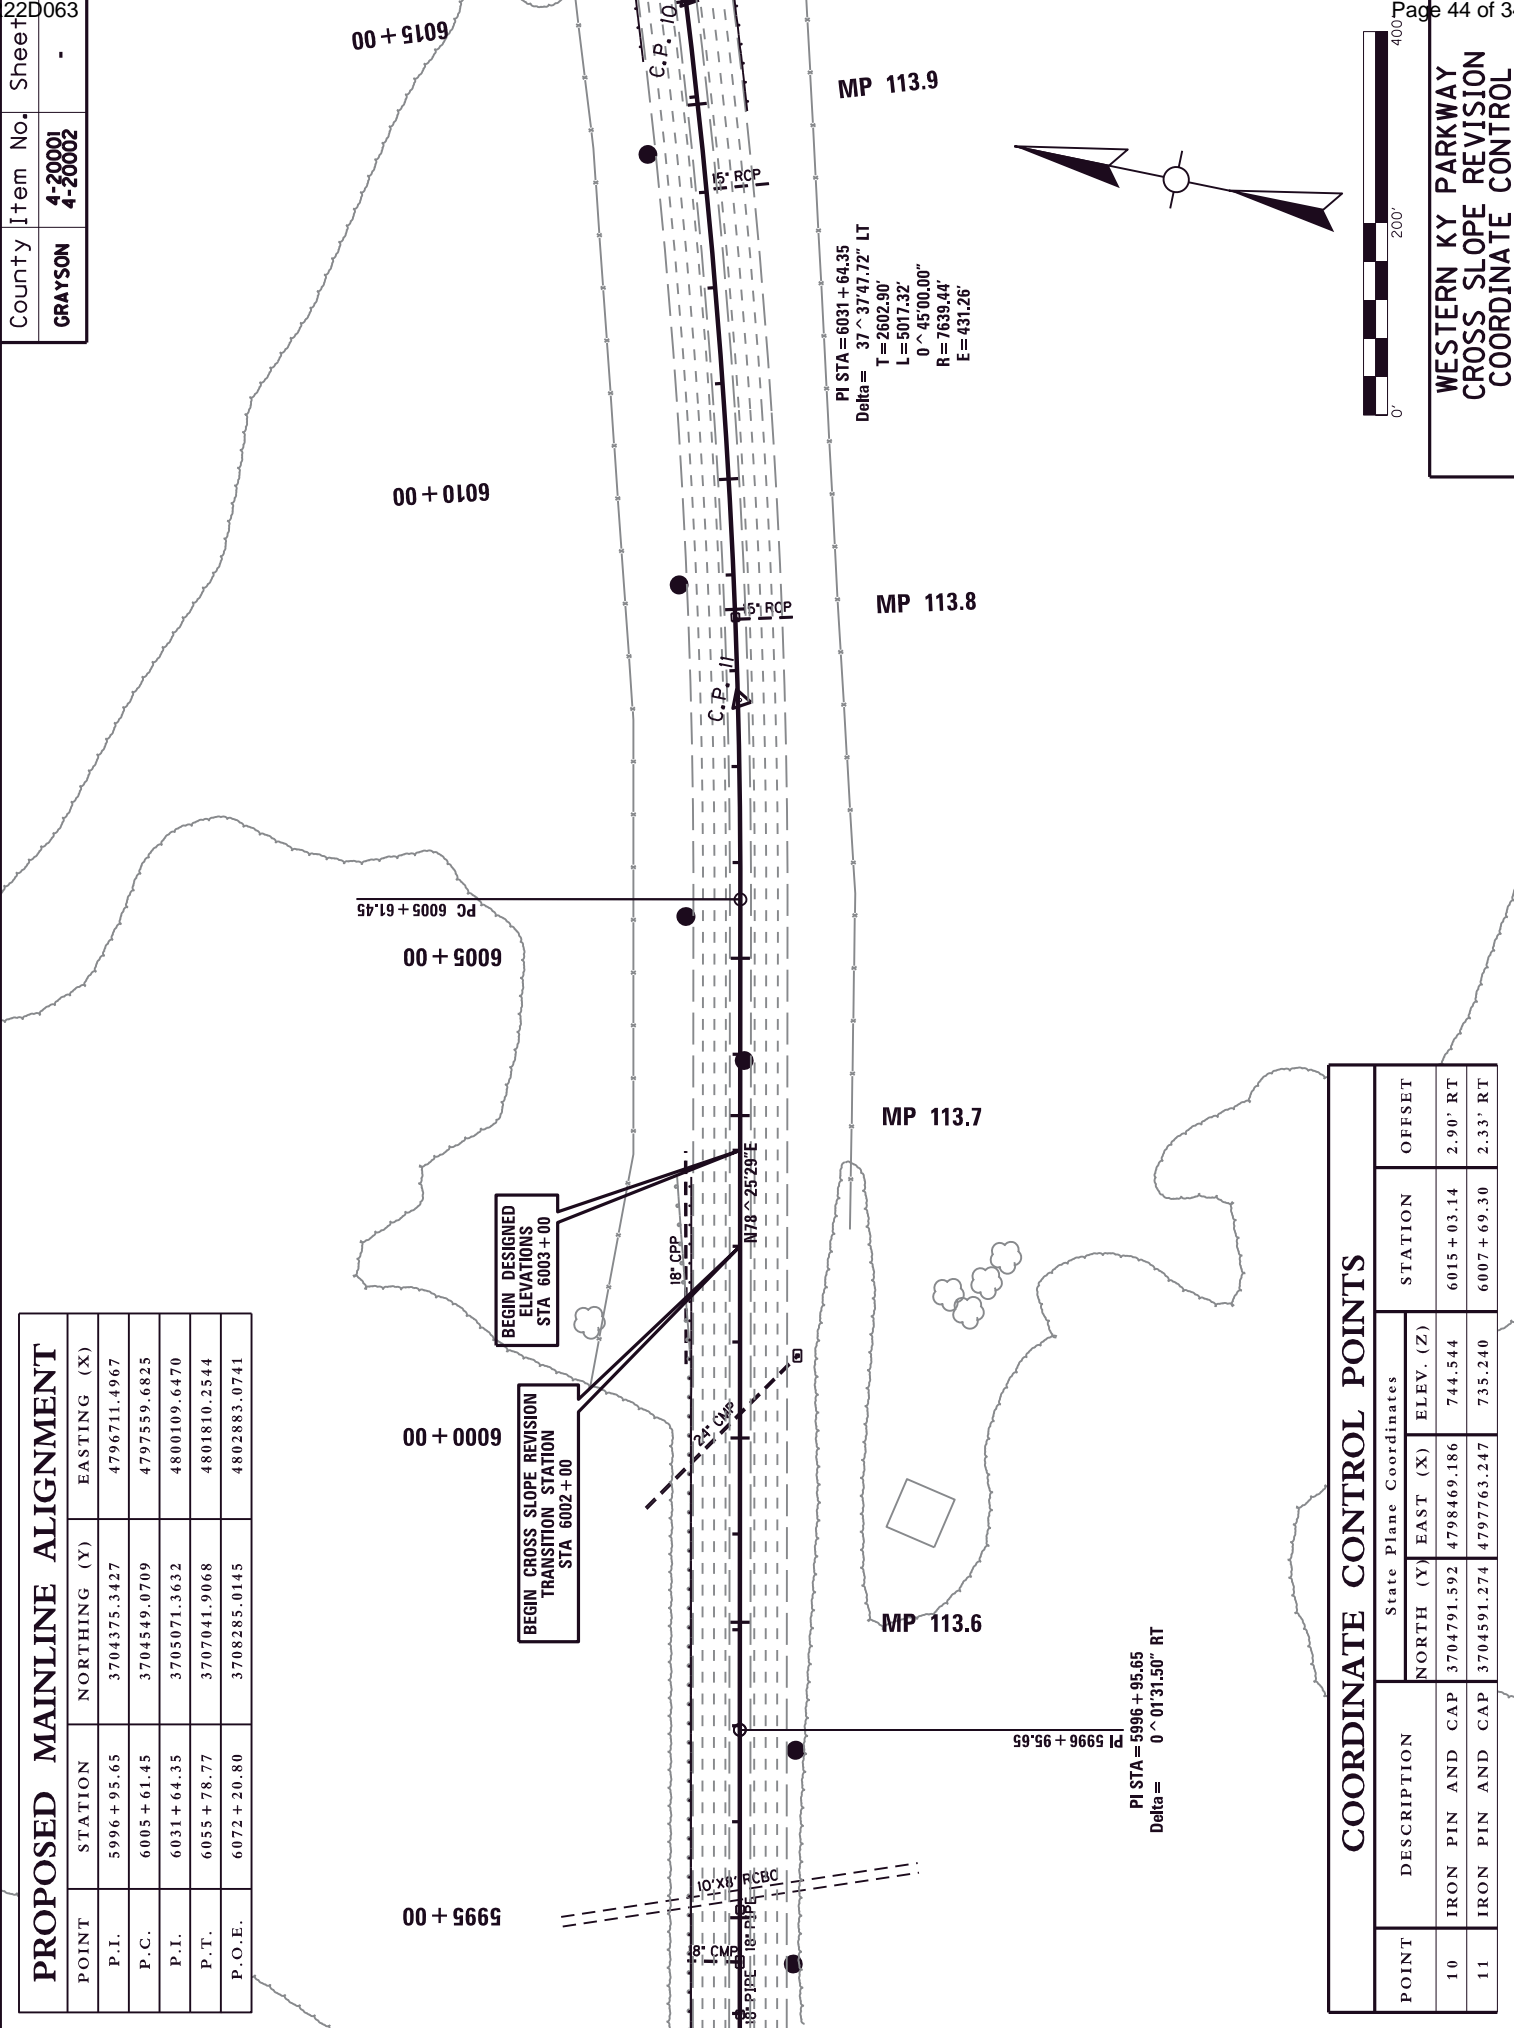 22D063
Page 44 of 34
County Item No. Sheet
GRAYSON
4-20001
4-20002
-
WESTERN KY PARKWAY
CROSS SLOPE REVISION
COORDINATE CONTROL
0' 200' 400'
PROPOSED MAINLINE ALIGNMENT
POINT STATION NORTHING (Y) EASTING (X)
P.I. 5996+95.65 3704375.3427 4796711.4967
P.C. 6005+61.45 3704549.0709 4797559.6825
P.I. 6031+64.35 3705071.3632 4800109.6470
P.T. 6055+78.77 3707041.9068 4801810.2544
P.O.E. 6072+20.80 3708285.0145 4802883.0741
5995+00
6000+00
6005+00
6010+00
6015+00
PC 6005+61.45
PI 5996+95.65
BEGIN CROSS SLOPE REVISION
TRANSITION STATION
STA 6002+00
BEGIN DESIGNED
ELEVATIONS
STA 6003+00
18" PIPE
18" PIPE
18" CMP
10'X8' RCBC
24" CMP
18" CPP
N78^25'29"E
C.P. 11
15" RCP
15" RCP
C.P. 10
MP 113.6
MP 113.7
MP 113.8
MP 113.9
PI STA=5996+95.65
Delta= 0^01'31.50" RT
PI STA=6031+64.35
Delta= 37^37'47.72" LT
T=2602.90'
L=5017.32'
0^45'00.00"
R=7639.44'
E=431.26'
COORDINATE CONTROL POINTS
POINT DESCRIPTION State Plane Coordinates STATION OFFSET
NORTH (Y) EAST (X) ELEV. (Z)
10 IRON PIN AND CAP 3704791.592 4798469.186 744.544 6015+03.14 2.90' RT
11 IRON PIN AND CAP 3704591.274 4797763.247 735.240 6007+69.30 2.33' RT